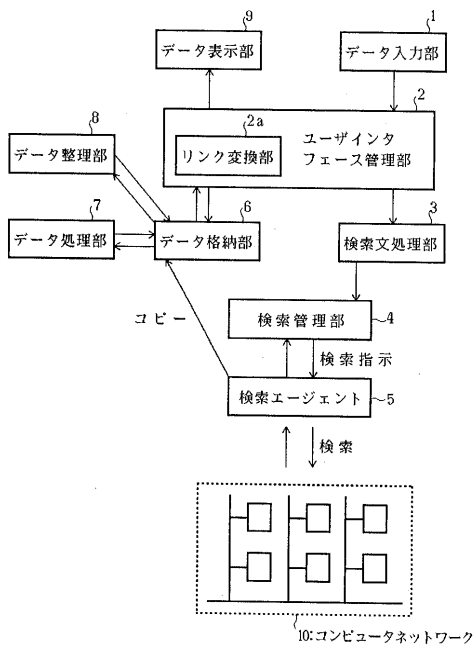 9
1
データ表示部
データ入力部
2
2a
リンク変換部
ユーザインタ
フェース管理部
8
データ整理部
7
データ処理部
6
データ格納部
3
検索文処理部
コピー
検索管理部
4
検索指示
検索エージェント
5
検索
10:コンピュータネットワーク